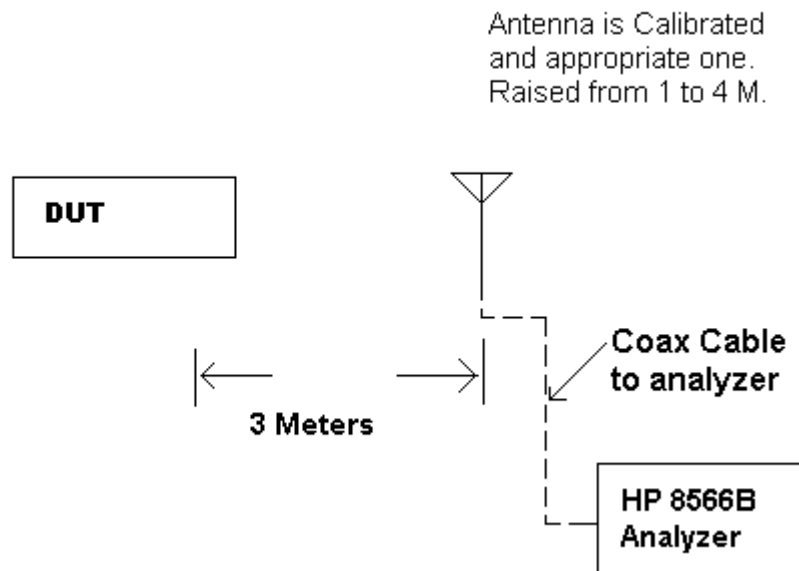 Antenna is Calibrated
and appropriate one.
Raised from 1 to 4 M.
DUT
Coax Cable
to analyzer
3 Meters
HP 8566B
Analyzer